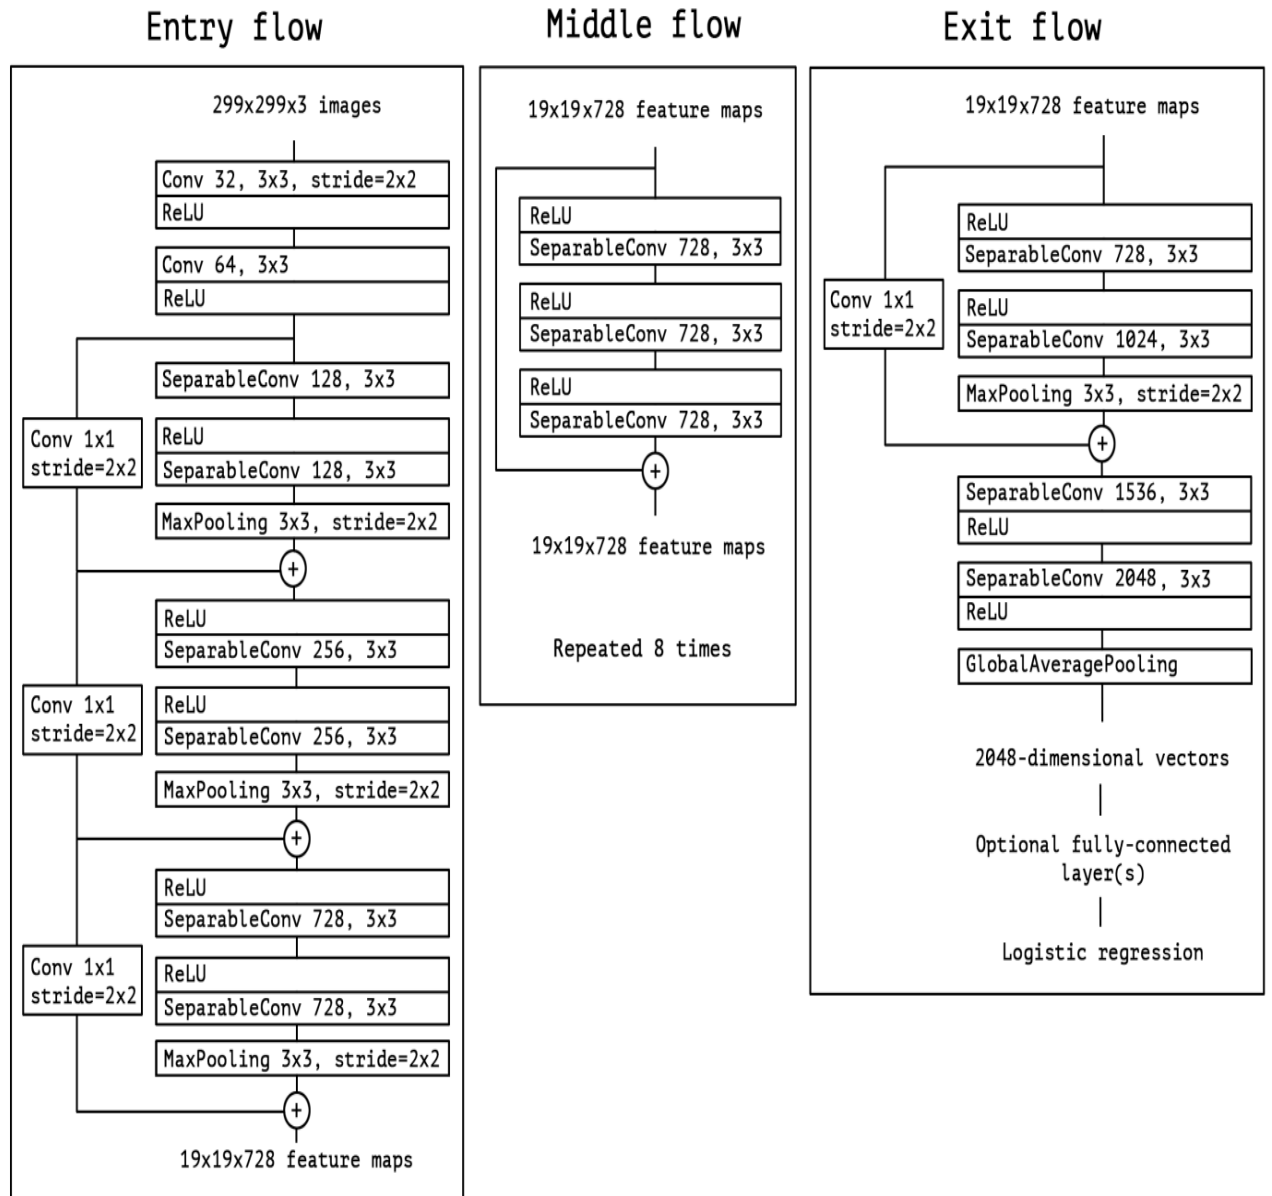 Entry flow
299x299x3 images
Conv 32, 3x3, stride=2x2
ReLU
Conv 64, 3x3
ReLU
SeparableConv 128, 3x3
Conv 1x1
stride=2x2
ReLU
SeparableConv 128, 3x3
MaxPooling 3x3, stride=2x2
+
ReLU
SeparableConv 256, 3x3
Conv 1x1
stride=2x2
ReLU
SeparableConv 256, 3x3
MaxPooling 3x3, stride=2x2
+
ReLU
SeparableConv 728, 3x3
Conv 1x1
stride=2x2
ReLU
SeparableConv 728, 3x3
MaxPooling 3x3, stride=2x2
+
19x19x728 feature maps
Middle flow
19x19x728 feature maps
ReLU
SeparableConv 728, 3x3
ReLU
SeparableConv 728, 3x3
ReLU
SeparableConv 728, 3x3
+
19x19x728 feature maps
Repeated 8 times
Exit flow
19x19x728 feature maps
ReLU
SeparableConv 728, 3x3
Conv 1x1
stride=2x2
ReLU
SeparableConv 1024, 3x3
MaxPooling 3x3, stride=2x2
+
SeparableConv 1536, 3x3
ReLU
SeparableConv 2048, 3x3
ReLU
GlobalAveragePooling
2048-dimensional vectors
Optional fully-connected
layer(s)
Logistic regression